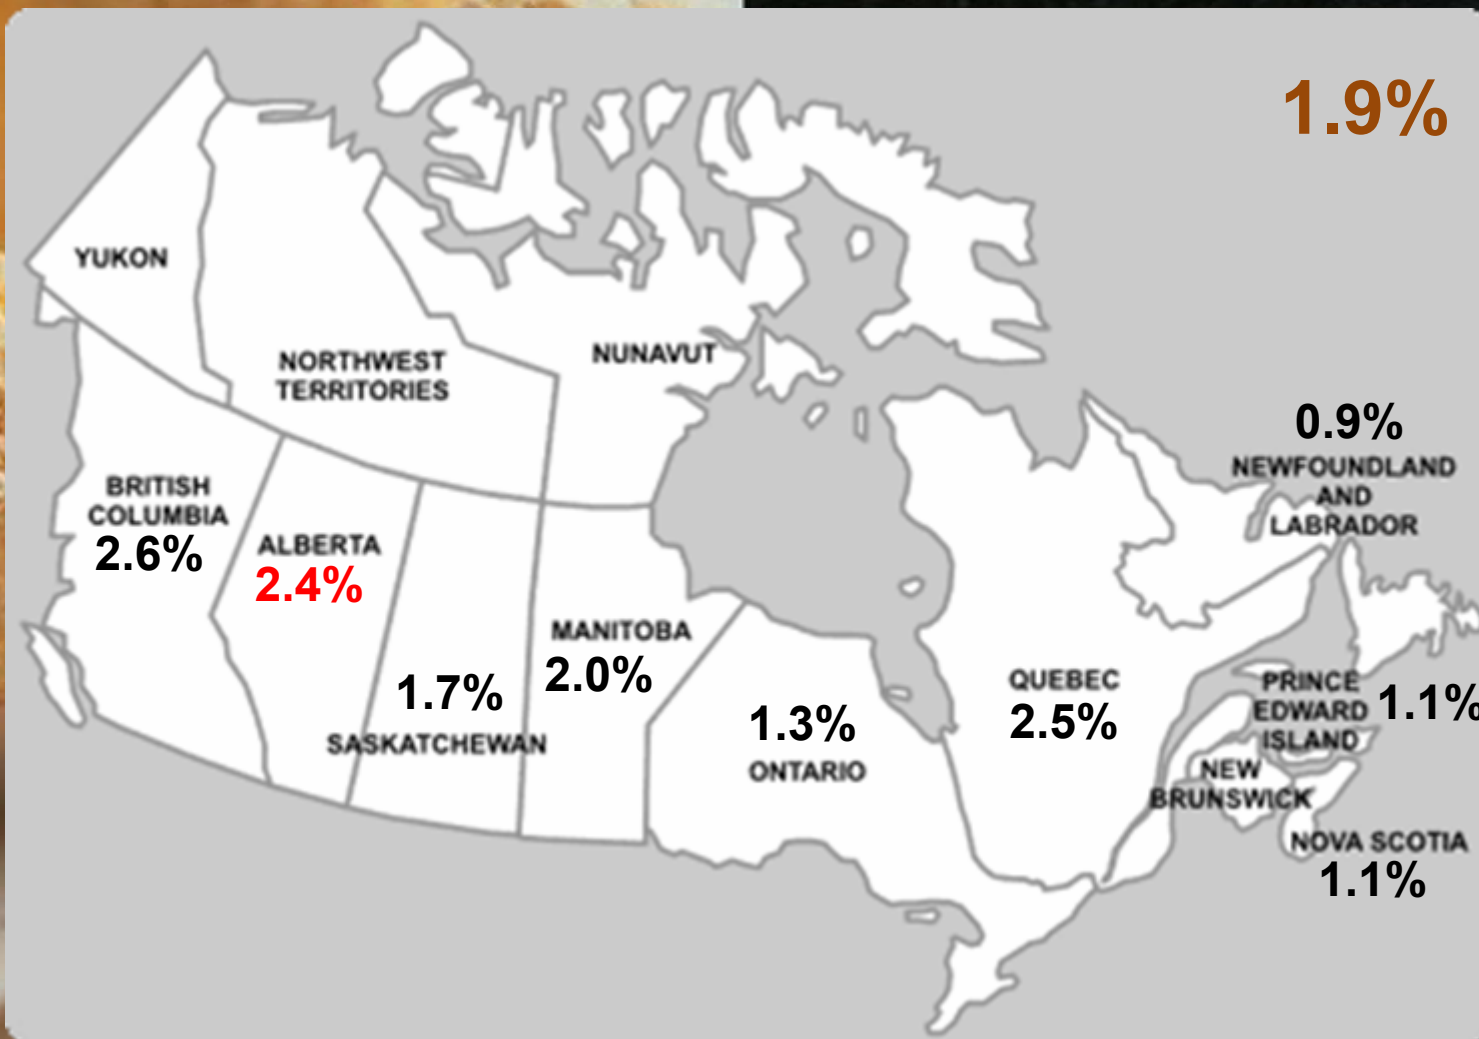 1.9%
YUKON
NORTHWEST
TERRITORIES
NUNAVUT
0.9%
NEWFOUNDLAND
AND
LABRADOR
BRITISH
COLUMBIA
2.6%
ALBERTA
2.4%
1.7%
SASKATCHEWAN
MANITOBA
2.0%
1.3%
ONTARIO
QUEBEC
2.5%
PRINCE
EDWARD
ISLAND
1.1%
NEW
BRUNSWICK
NOVA SCOTIA
1.1%